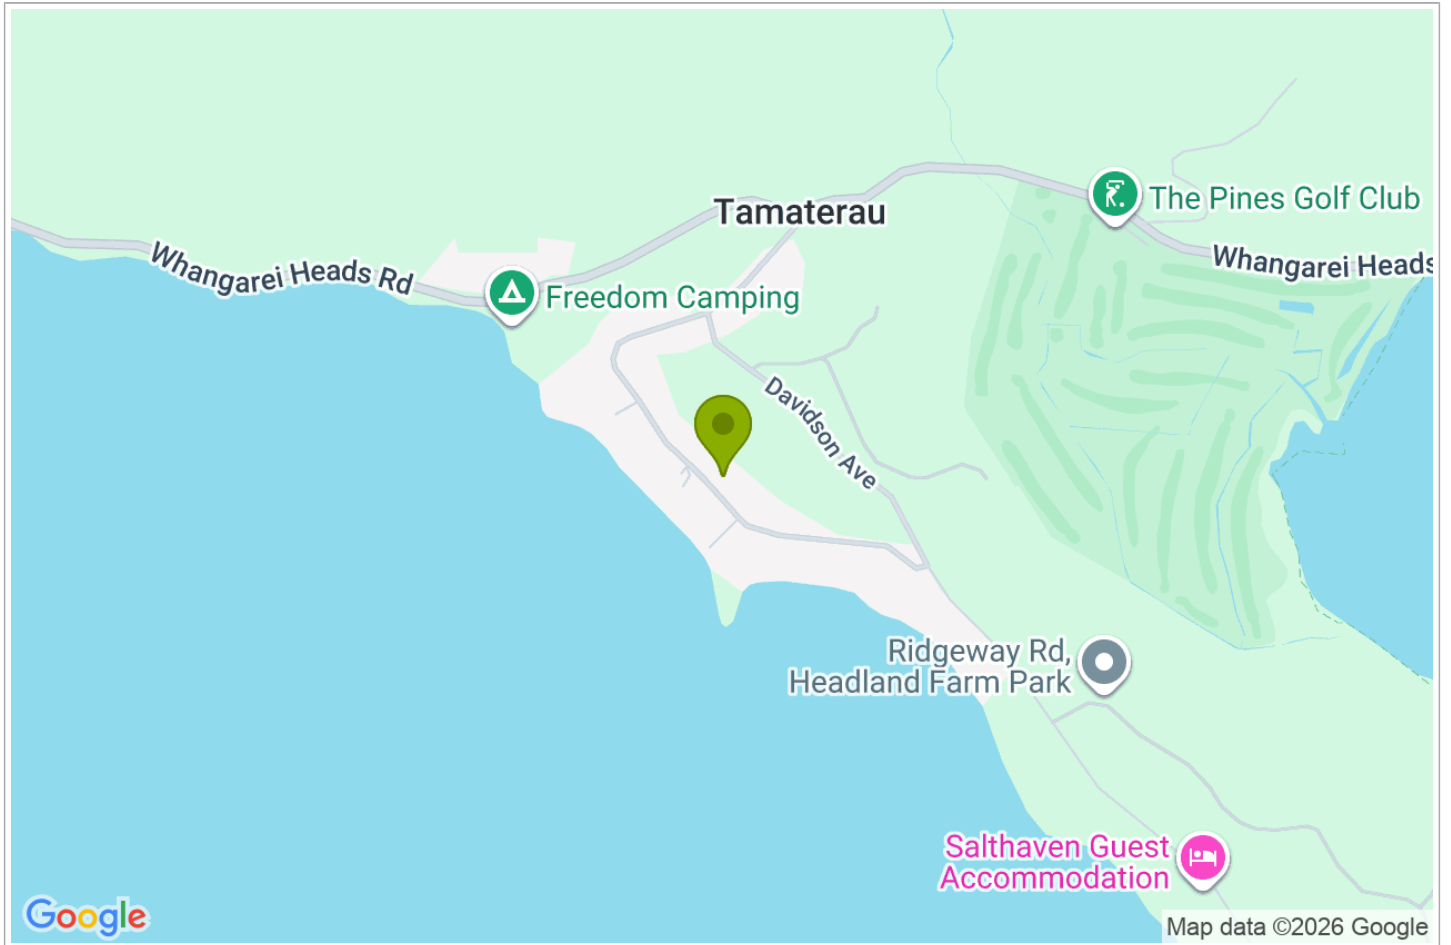 Tamaterau
The Pines Golf Club
Whangarei Heads Rd
Whangarei Heads
Freedom Camping
Davidson Ave
Ridgeway Rd,
Headland Farm Park
Salthaven Guest
Accommodation
Google
Map data ©2026 Google